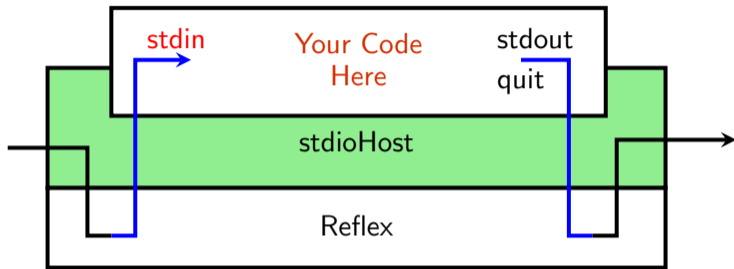 stdin
Your Code
Here
stdout
quit
stdioHost
Reflex